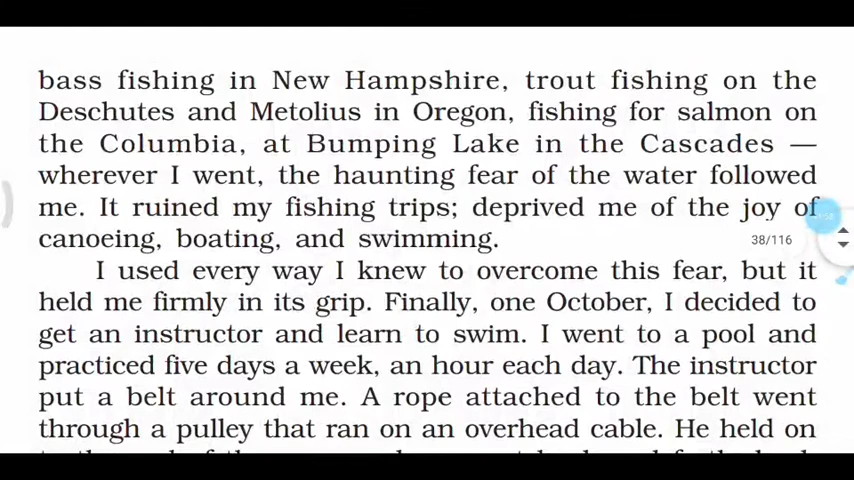 bass fishing in New Hampshire, trout fishing on the
Deschutes and Metolius in Oregon, fishing for salmon on
the Columbia, at Bumping Lake in the Cascades —
wherever I went, the haunting fear of the water followed
me. It ruined my fishing trips; deprived me of the joy of
canoeing, boating, and swimming.
38/116
I used every way I knew to overcome this fear, but it
held me firmly in its grip. Finally, one October, I decided to
get an instructor and learn to swim. I went to a pool and
practiced five days a week, an hour each day. The instructor
put a belt around me. A rope attached to the belt went
through a pulley that ran on an overhead cable. He held on